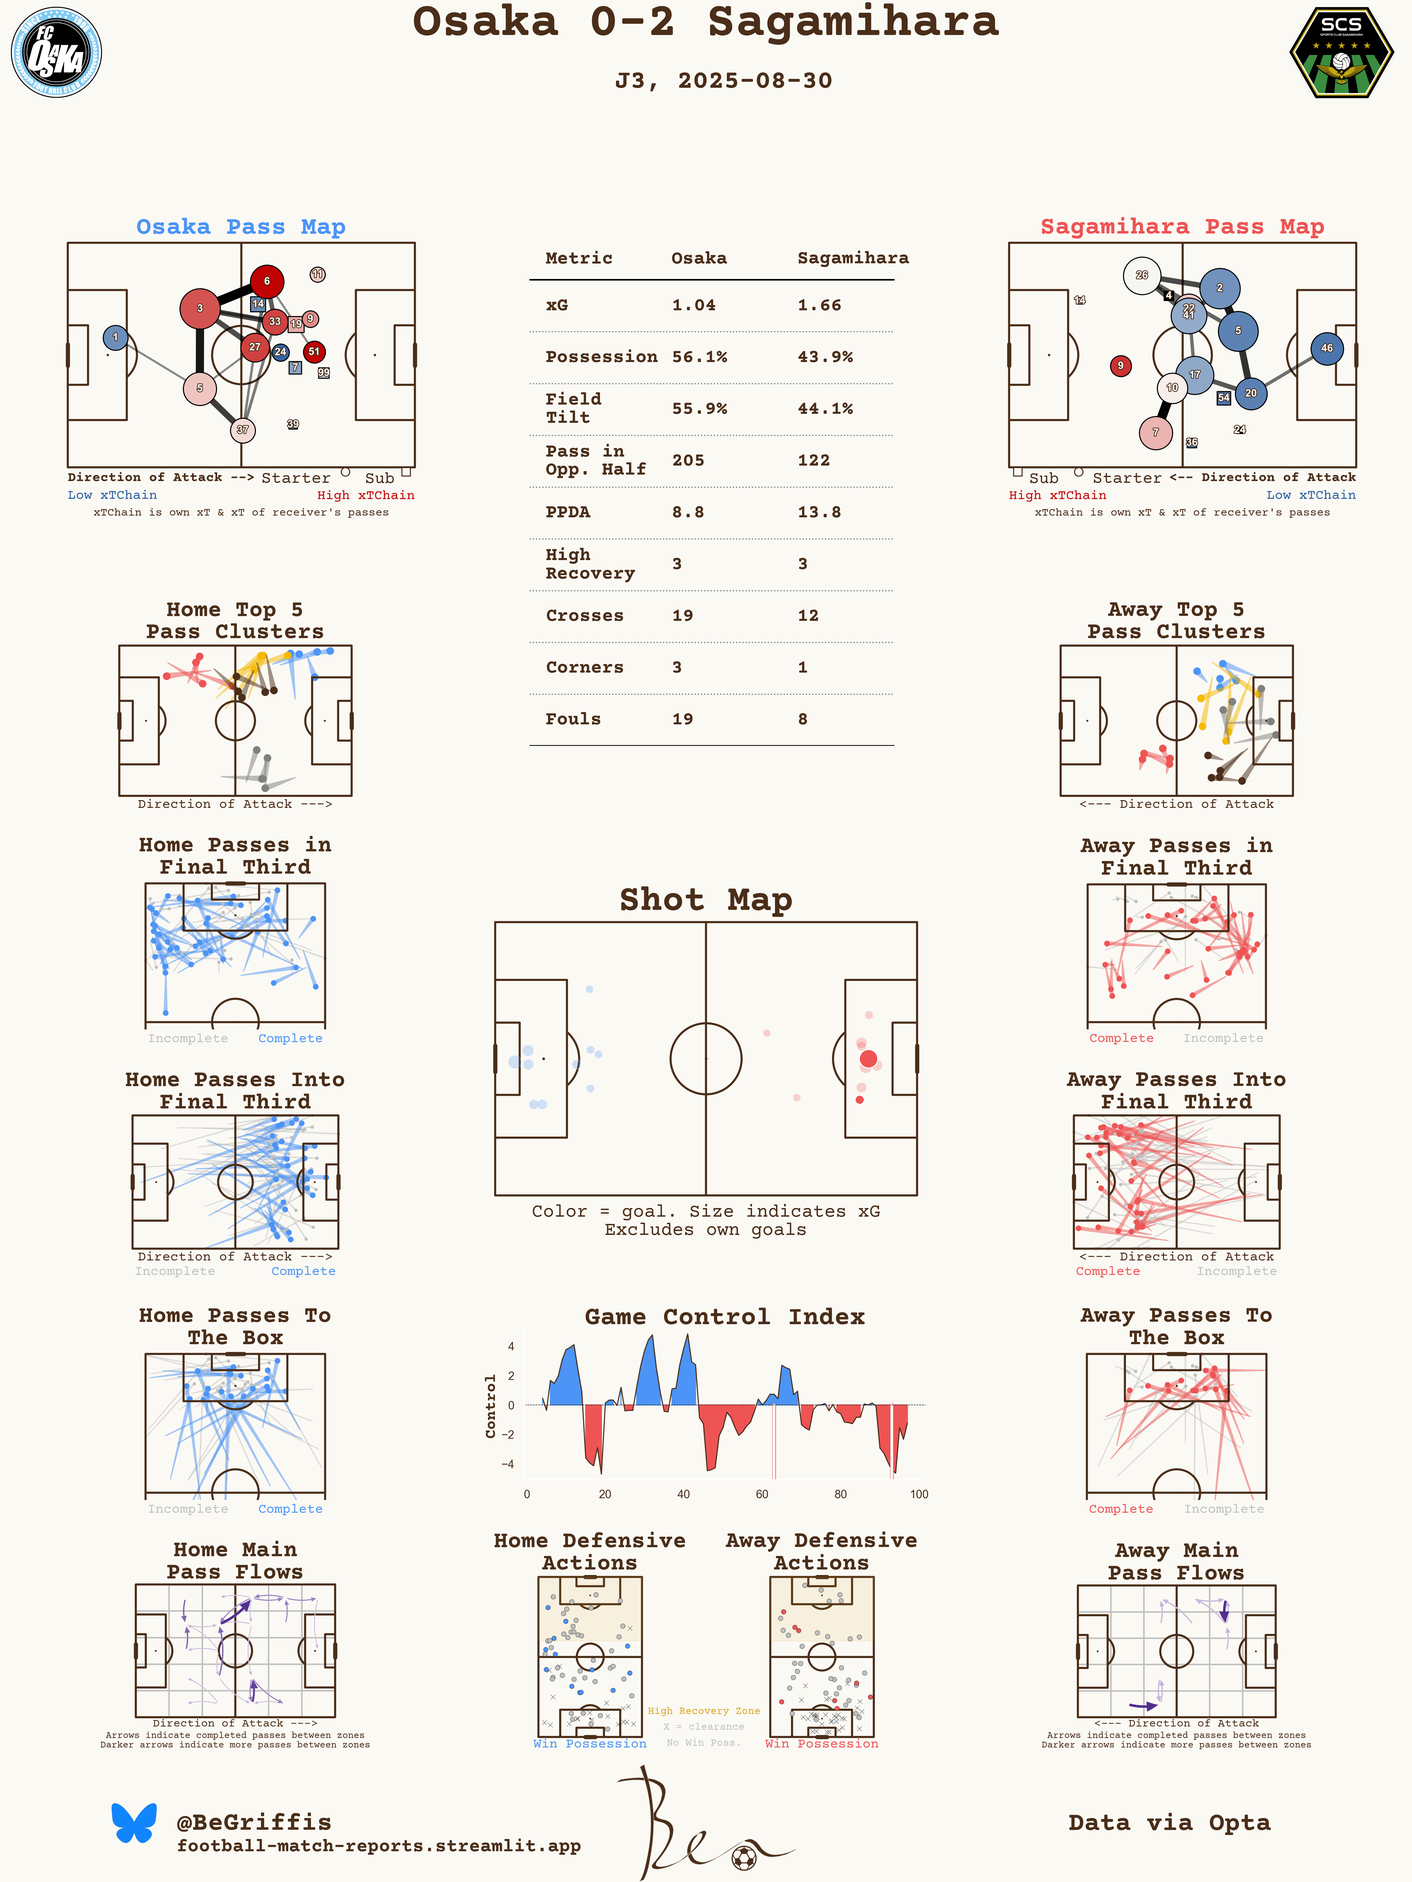 Osaka 0-2 Sagamihara
J3, 2025-08-30
FC
OSAKA
SCS
SPORTS CLUB SAGAMIHARA
Osaka Pass Map
1
3
5
6
11
14
33
19
9
27
24
51
7
99
37
39
Direction of Attack --> Starter Sub
Low xTChain High xTChain
xTChain is own xT & xT of receiver's passes
Metric Osaka Sagamihara
xG 1.04 1.66
Possession 56.1% 43.9%
Field
Tilt 55.9% 44.1%
Pass in
Opp. Half 205 122
PPDA 8.8 13.8
High
Recovery 3 3
Crosses 19 12
Corners 3 1
Fouls 19 8
Sagamihara Pass Map
26
2
14
4
22
41
5
46
9
17
10
54
20
7
36
24
Sub Starter <-- Direction of Attack
High xTChain Low xTChain
xTChain is own xT & xT of receiver's passes
Home Top 5
Pass Clusters
Direction of Attack --->
Away Top 5
Pass Clusters
<--- Direction of Attack
Home Passes in
Final Third
Incomplete Complete
Away Passes in
Final Third
Complete Incomplete
Shot Map
Color = goal. Size indicates xG
Excludes own goals
Home Passes Into
Final Third
Direction of Attack --->
Incomplete Complete
Away Passes Into
Final Third
<--- Direction of Attack
Complete Incomplete
Home Passes To
The Box
Incomplete Complete
Game Control Index
Control
4
2
0
−2
−4
0 20 40 60 80 100
Away Passes To
The Box
Complete Incomplete
Home Main
Pass Flows
Direction of Attack --->
Arrows indicate completed passes between zones
Darker arrows indicate more passes between zones
Home Defensive
Actions
Win Possession
High Recovery Zone
X = clearance
No Win Poss.
Away Defensive
Actions
Win Possession
Away Main
Pass Flows
<--- Direction of Attack
Arrows indicate completed passes between zones
Darker arrows indicate more passes between zones
@BeGriffis
football-match-reports.streamlit.app
Ben
Data via Opta